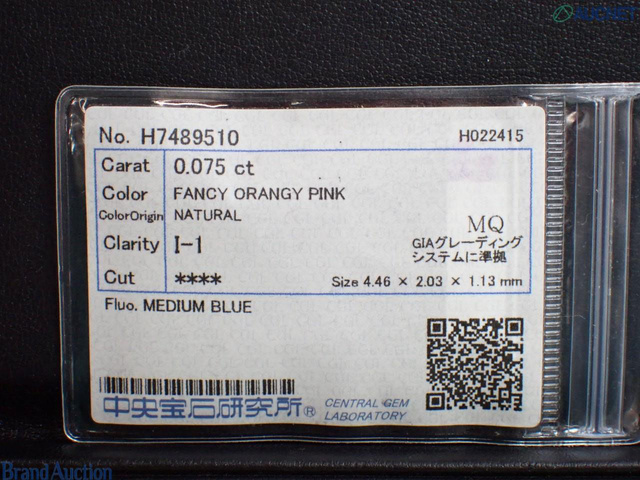 AUCNET
No. H7489510 H022415
Carat 0.075 ct
Color FANCY ORANGY PINK
ColorOrigin NATURAL
Clarity I-1
MQ
GIAグレーディング
システムに準拠
Cut ****
Size 4.46 × 2.03 × 1.13 mm
Fluo. MEDIUM BLUE
中央宝石研究所®
CENTRAL GEM
LABORATORY
Brand Auction